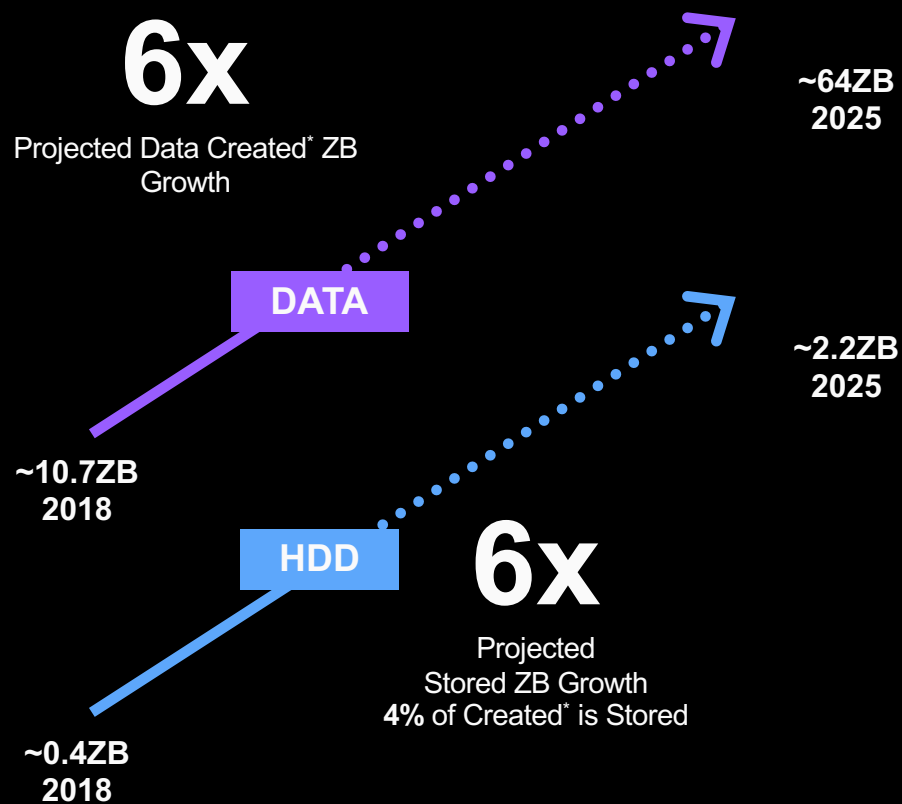 6x
Projected Data Created* ZB
Growth
~64ZB
2025
DATA
~10.7ZB
2018
~2.2ZB
2025
HDD
6x
Projected
Stored ZB Growth
4% of Created* is Stored
~0.4ZB
2018